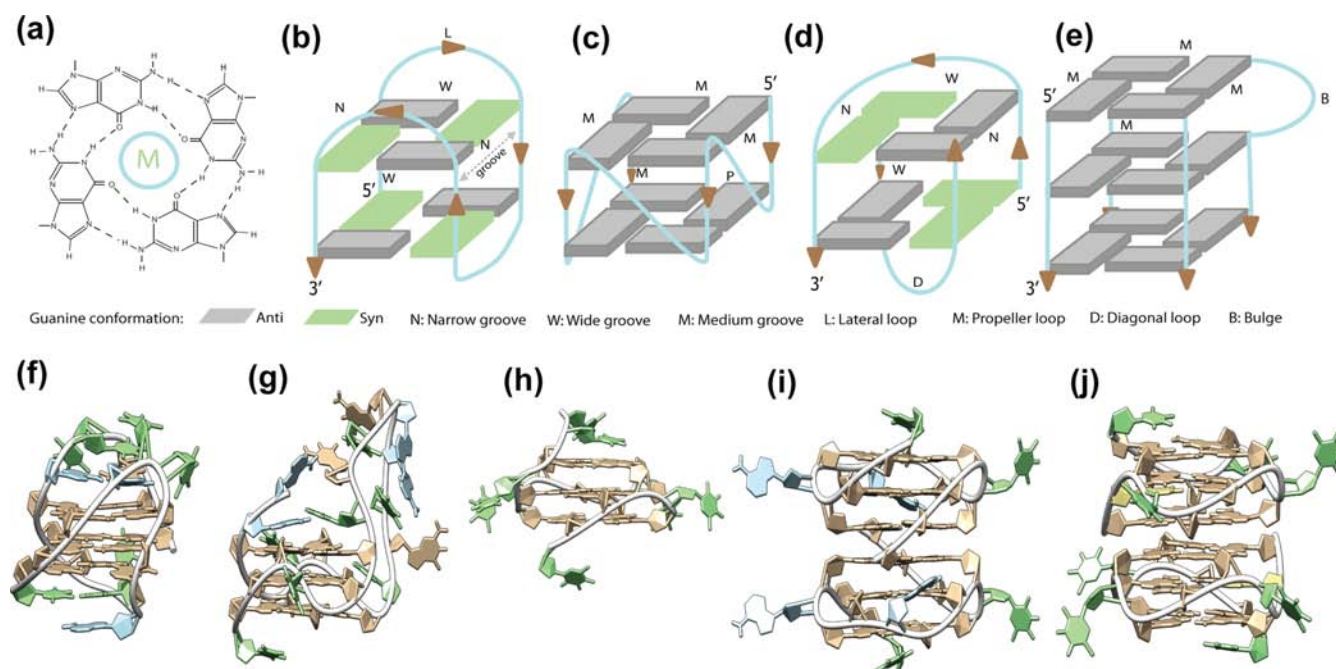 (a)
(b)
(c)
(d)
(e)
H
N
H
N
N
N
N
H
H
O
N
N
O
N
N
H
N
H
H
M
H
N
N
H
O
N
N
H
N
H
H
N
N
O
N
H
N
N
H
N
H
L
N
W
N
groove
5′
W
3′
M
M
5′
M
M
P
N
W
N
W
5′
3′
D
M
M
5′
M
M
B
3′
Guanine conformation: Anti Syn N: Narrow groove W: Wide groove M: Medium groove L: Lateral loop M: Propeller loop D: Diagonal loop B: Bulge
(f)
(g)
(h)
(i)
(j)